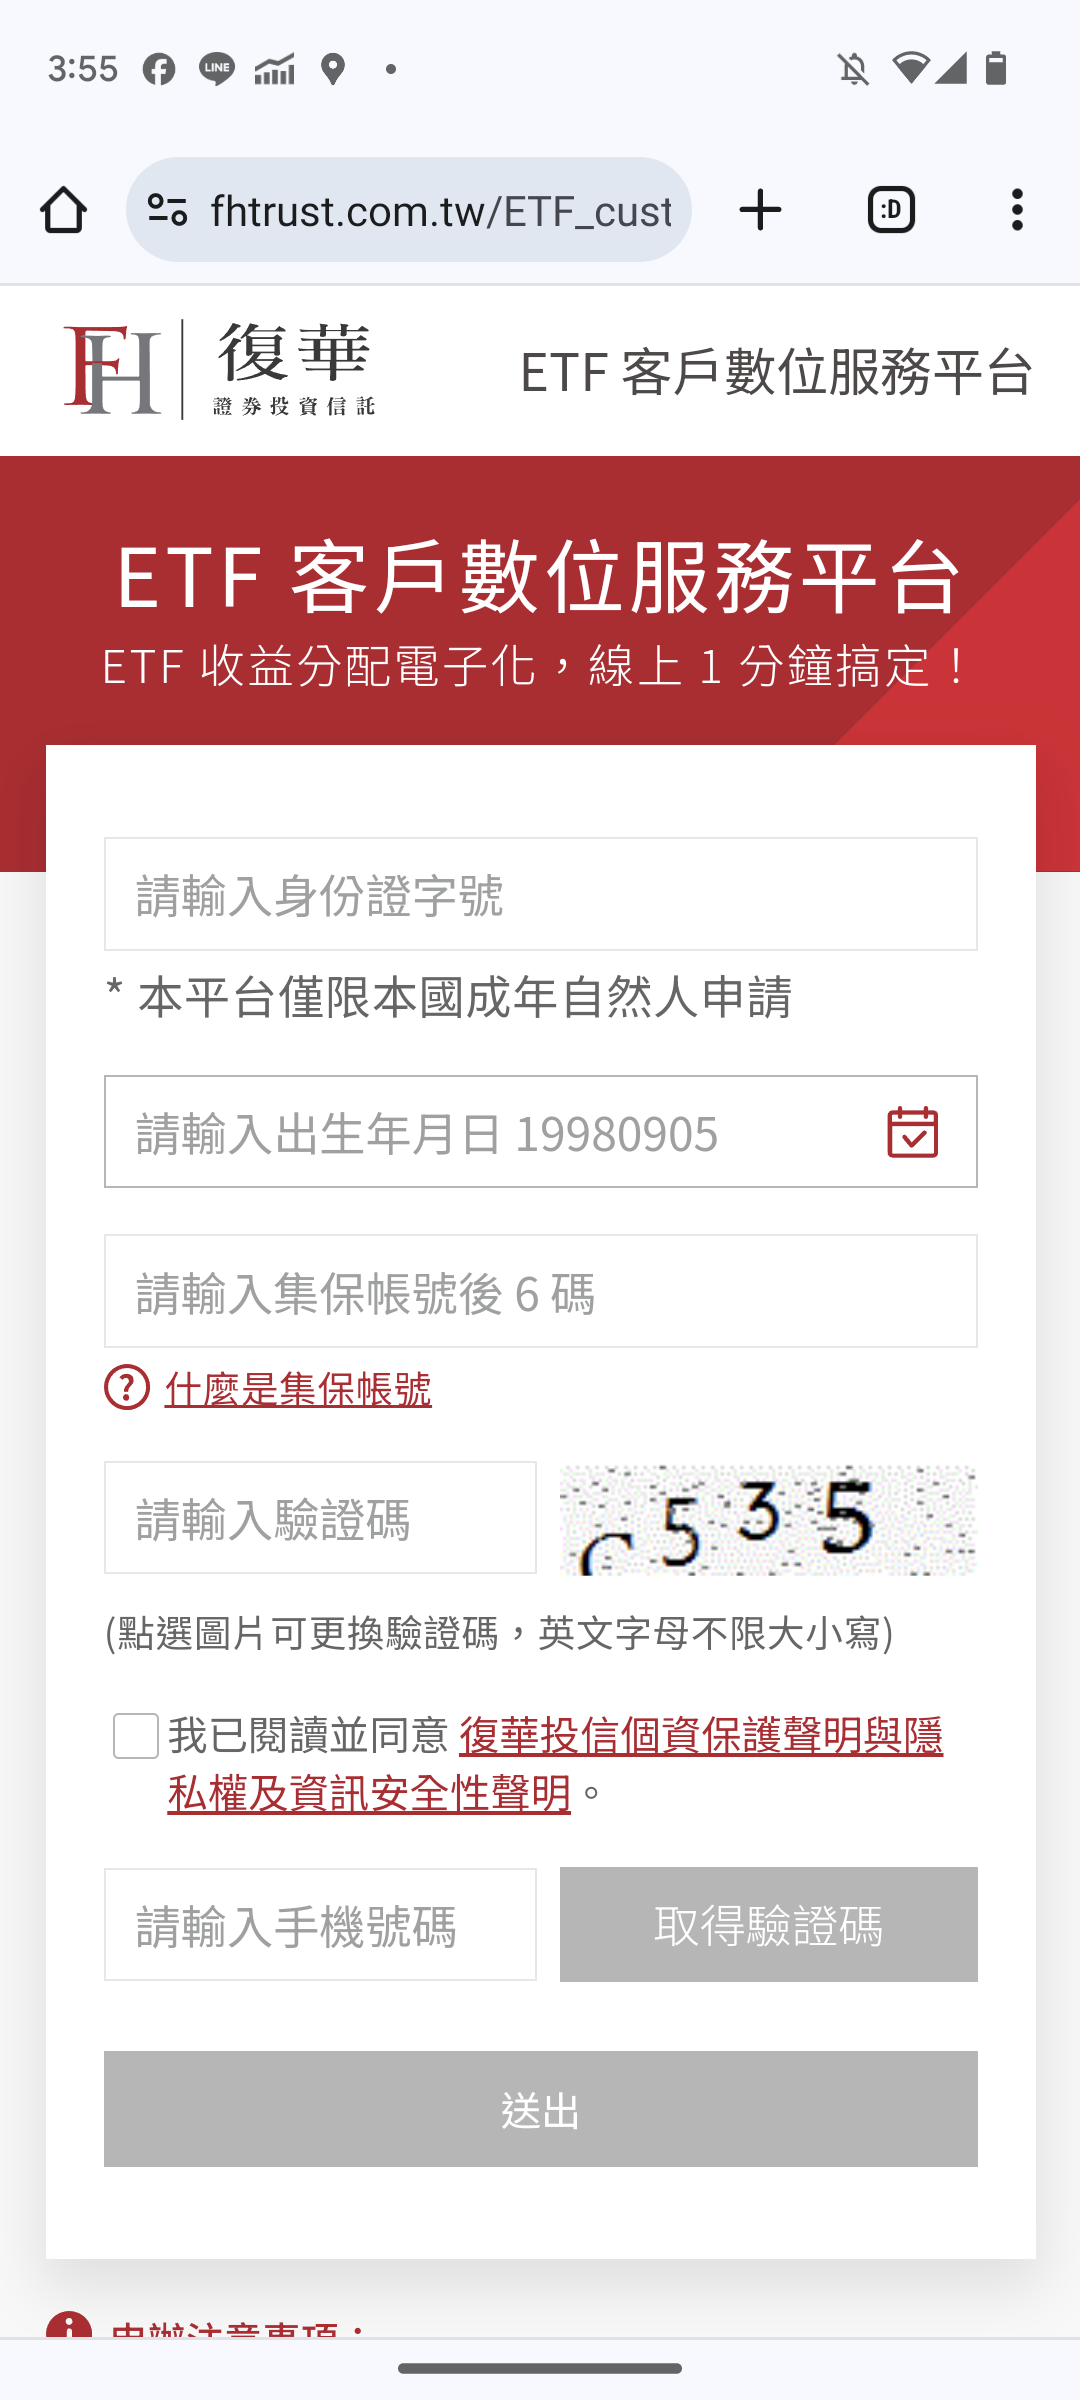 3:55
LINE
fhtrust.com.tw/ETF_cust
:D
FH 復華
證券投資信託
ETF 客戶數位服務平台
ETF 客戶數位服務平台
ETF 收益分配電子化，線上 1 分鐘搞定！
請輸入身份證字號
* 本平台僅限本國成年自然人申請
請輸入出生年月日 19980905
請輸入集保帳號後 6 碼
什麼是集保帳號
請輸入驗證碼
C535
(點選圖片可更換驗證碼，英文字母不限大小寫)
我已閱讀並同意 復華投信個資保護聲明與隱
私權及資訊安全性聲明。
請輸入手機號碼
取得驗證碼
送出
申辦注意事項：